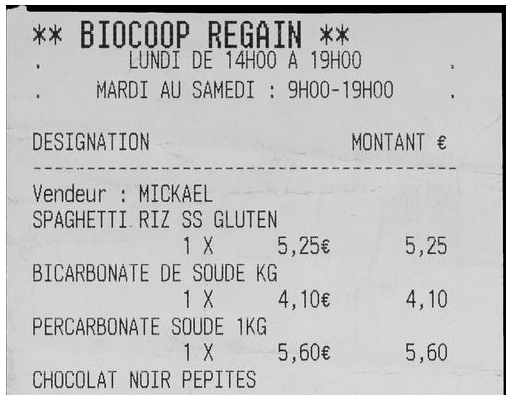 ** BIOCOOP REGAIN **
. LUNDI DE 14H00 A 19H00 .
. MARDI AU SAMEDI : 9H00-19H00 .
DESIGNATION MONTANT €
------------------------------------------------
Vendeur : MICKAEL
SPAGHETTI RIZ SS GLUTEN
1 X 5,25€ 5,25
BICARBONATE DE SOUDE KG
1 X 4,10€ 4,10
PERCARBONATE SOUDE 1KG
1 X 5,60€ 5,60
CHOCOLAT NOIR PEPITES